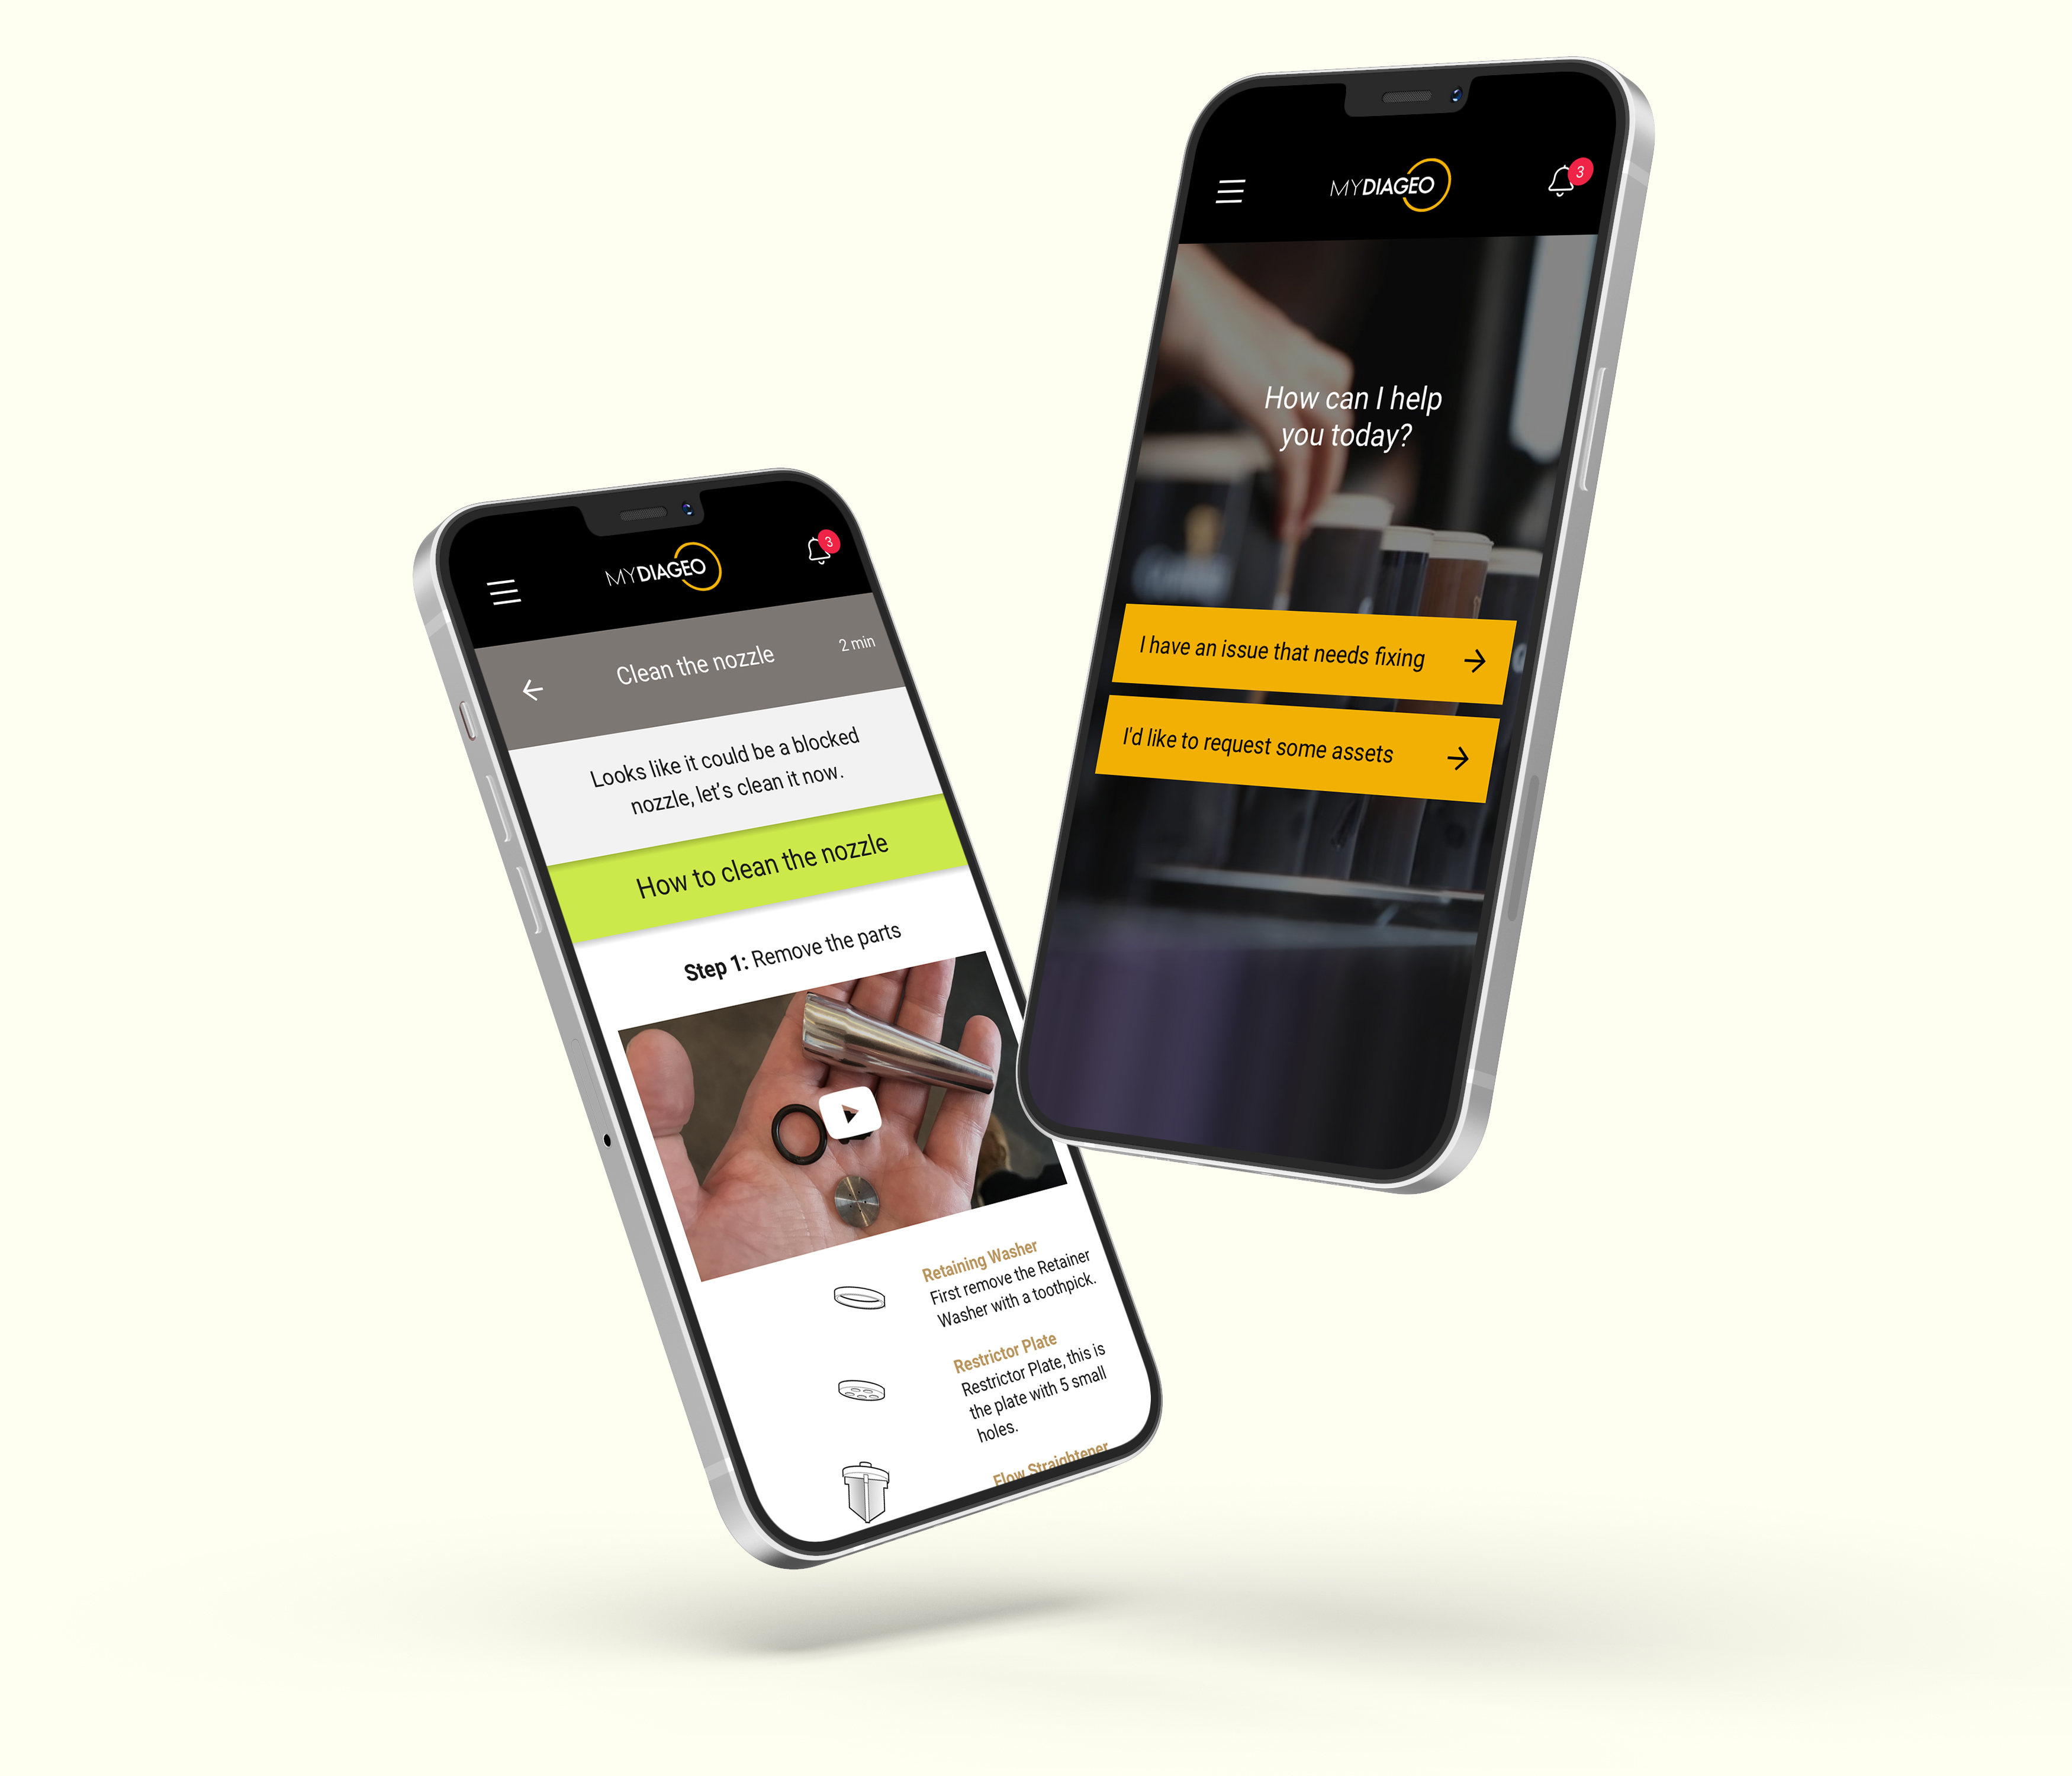 MYDIAGEO
3
Clean the nozzle
2 min
Looks like it could be a blocked
nozzle, let's clean it now.
How to clean the nozzle
Step 1: Remove the parts
Retaining Washer
First remove the Retainer
Washer with a toothpick.
Restrictor Plate
Restrictor Plate, this is
the plate with 5 small
holes.
Flow Straightener
MYDIAGEO
3
How can I help
you today?
I have an issue that needs fixing
I'd like to request some assets